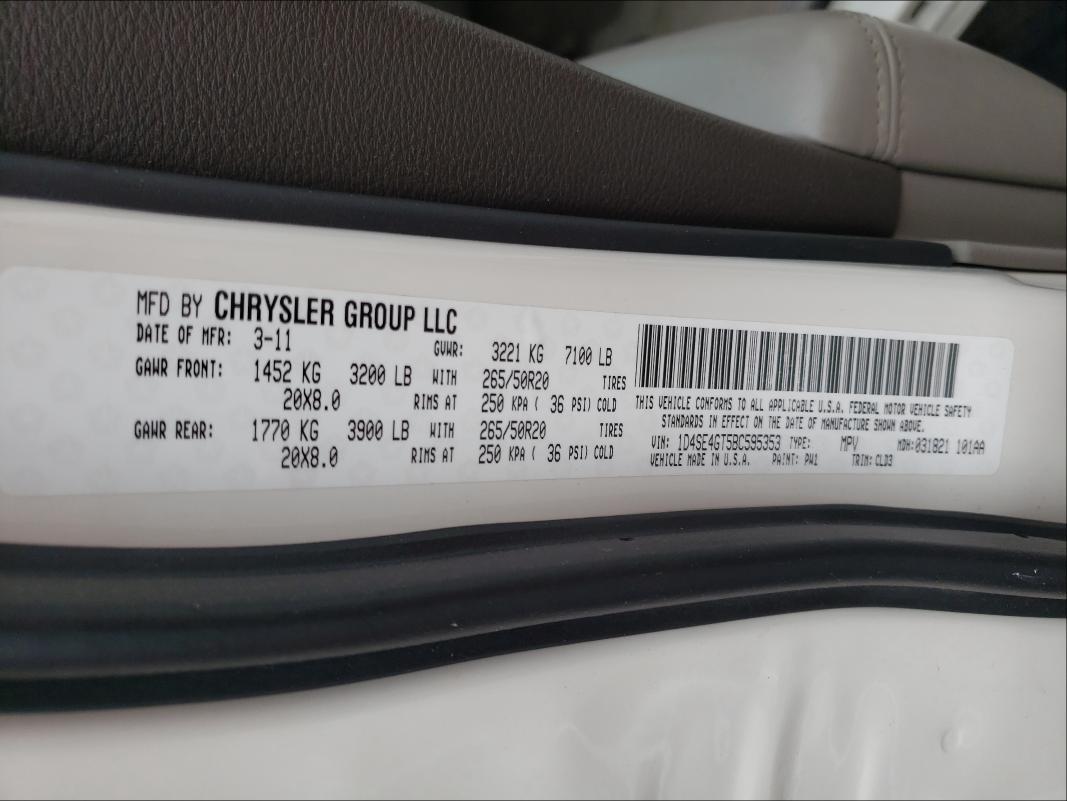 MFD BY CHRYSLER GROUP LLC
DATE OF MFR: 3-11 GVWR: 3221 KG 7100 LB
GAWR FRONT: 1452 KG 3200 LB WITH 265/50R20 TIRES
20X8.0 RIMS AT 250 KPA ( 36 PSI) COLD
GAWR REAR: 1770 KG 3900 LB WITH 265/50R20 TIRES
20X8.0 RIMS AT 250 KPA ( 36 PSI) COLD
THIS VEHICLE CONFORMS TO ALL APPLICABLE U.S.A. FEDERAL MOTOR VEHICLE SAFETY
STANDARDS IN EFFECT ON THE DATE OF MANUFACTURE SHOWN ABOVE.
VIN: 1D4SE4GT5BC595353 TYPE: MPV MDH:031821 101AA
VEHICLE MADE IN U.S.A. PAINT: PW1 TRIM: CLD3